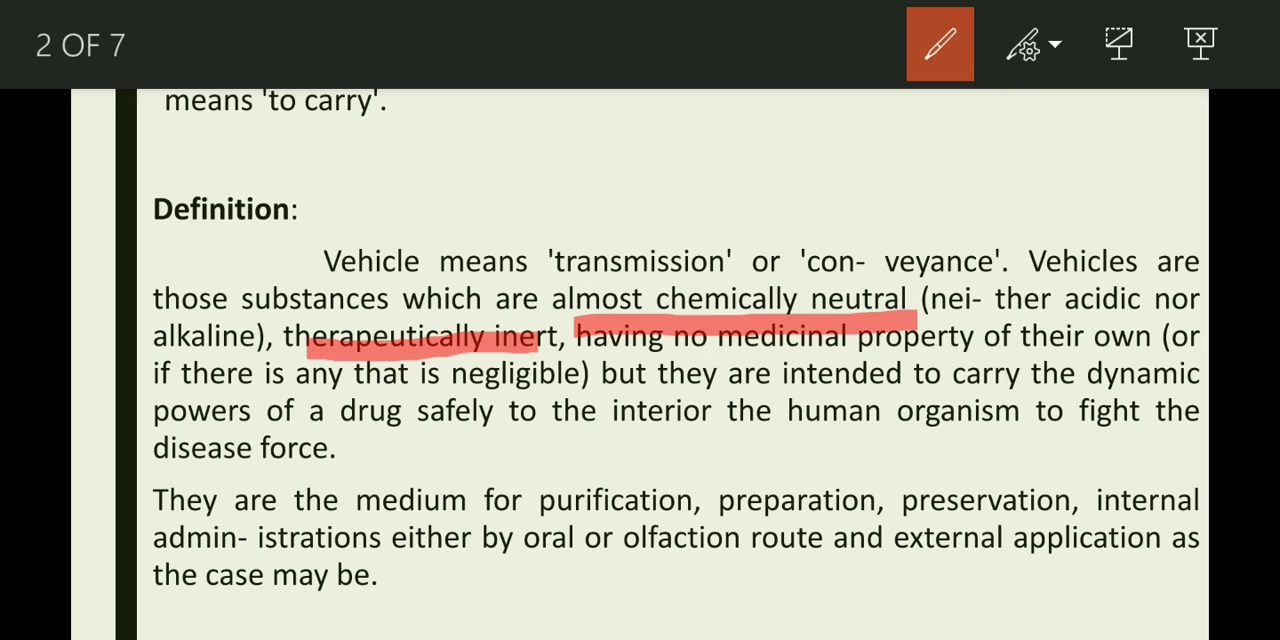 2 OF 7
means 'to carry'.
Definition:
Vehicle means 'transmission' or 'con- veyance'. Vehicles are
those substances which are almost chemically neutral (nei- ther acidic nor
alkaline), therapeutically inert, having no medicinal property of their own (or
if there is any that is negligible) but they are intended to carry the dynamic
powers of a drug safely to the interior the human organism to fight the
disease force.
They are the medium for purification, preparation, preservation, internal
admin- istrations either by oral or olfaction route and external application as
the case may be.